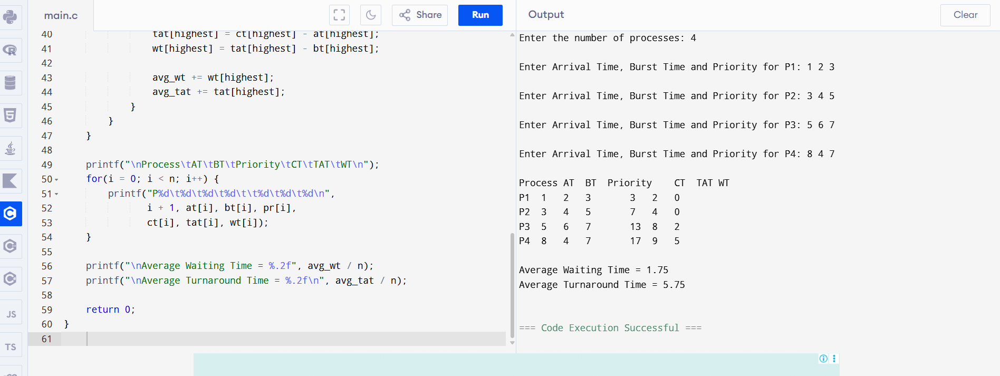 main.c
Share
Run
Output
Clear
40 tat[highest] = ct[highest] - at[highest];
41 wt[highest] = tat[highest] - bt[highest];
42
43 avg_wt += wt[highest];
44 avg_tat += tat[highest];
45 }
46 }
47 }
48
49 printf("\nProcess\tAT\tBT\tPriority\tCT\tTAT\tWT\n");
50 for(i = 0; i < n; i++) {
51 printf("P%d\t%d\t%d\t%d\t\t%d\t%d\t%d\n",
52 i + 1, at[i], bt[i], pr[i],
53 ct[i], tat[i], wt[i]);
54 }
55
56 printf("\nAverage Waiting Time = %.2f", avg_wt / n);
57 printf("\nAverage Turnaround Time = %.2f\n", avg_tat / n);
58
59 return 0;
60 }
61
Enter the number of processes: 4
Enter Arrival Time, Burst Time and Priority for P1: 1 2 3
Enter Arrival Time, Burst Time and Priority for P2: 3 4 5
Enter Arrival Time, Burst Time and Priority for P3: 5 6 7
Enter Arrival Time, Burst Time and Priority for P4: 8 4 7
Process AT BT Priority CT TAT WT
P1 1 2 3 3 2 0
P2 3 4 5 7 4 0
P3 5 6 7 13 8 2
P4 8 4 7 17 9 5
Average Waiting Time = 1.75
Average Turnaround Time = 5.75
=== Code Execution Successful ===
R
5
C
C
C
JS
TS